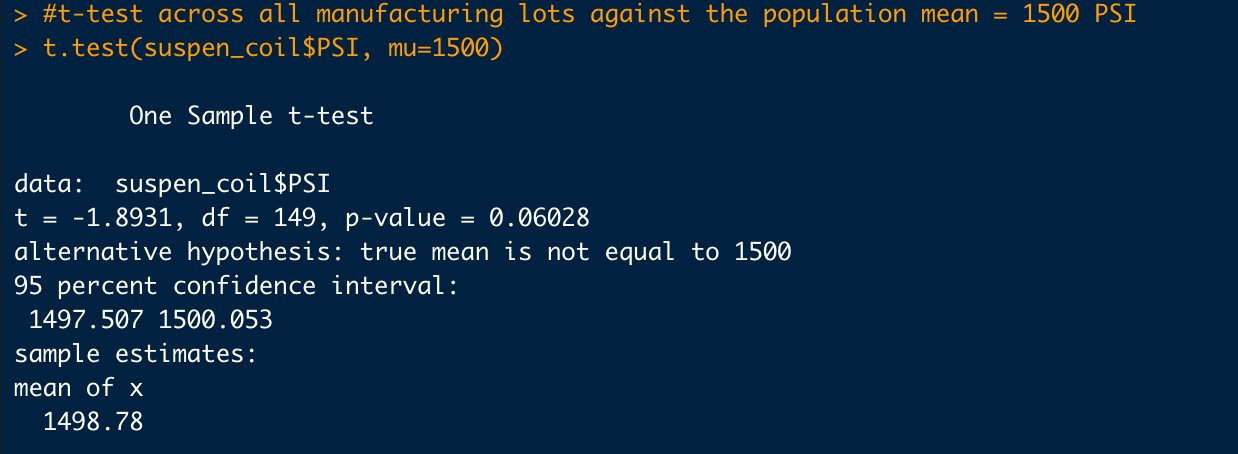 > #t-test across all manufacturing lots against the population mean = 1500 PSI
> t.test(suspen_coil$PSI, mu=1500)
One Sample t-test
data:  suspen_coil$PSI
t = -1.8931, df = 149, p-value = 0.06028
alternative hypothesis: true mean is not equal to 1500
95 percent confidence interval:
1497.507 1500.053
sample estimates:
mean of x
1498.78